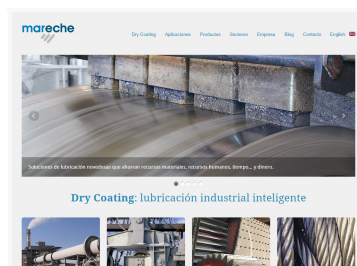 mareche
Dry Coating Aplicaciones Productos Sectores Empresa Blog Contacto English
Soluciones de lubricación novedosas que ahorran recursos materiales, recursos humanos, tiempo... y dinero.
Dry Coating: lubricación industrial inteligente